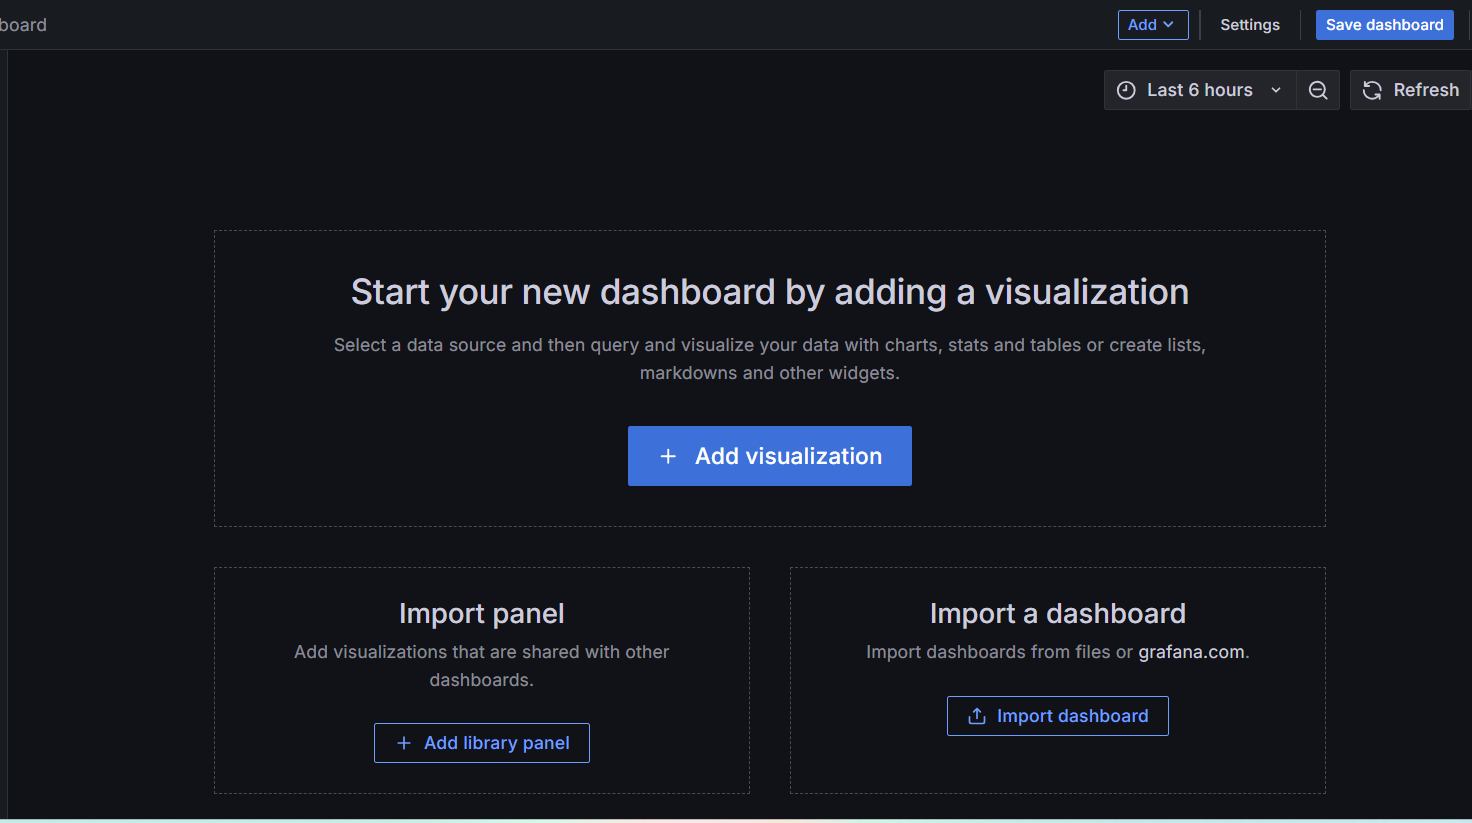 board
Add
Settings
Save dashboard
Last 6 hours
Refresh
Start your new dashboard by adding a visualization
Select a data source and then query and visualize your data with charts, stats and tables or create lists,
markdowns and other widgets.
Add visualization
Import panel
Add visualizations that are shared with other
dashboards.
Add library panel
Import a dashboard
Import dashboards from files or grafana.com.
Import dashboard